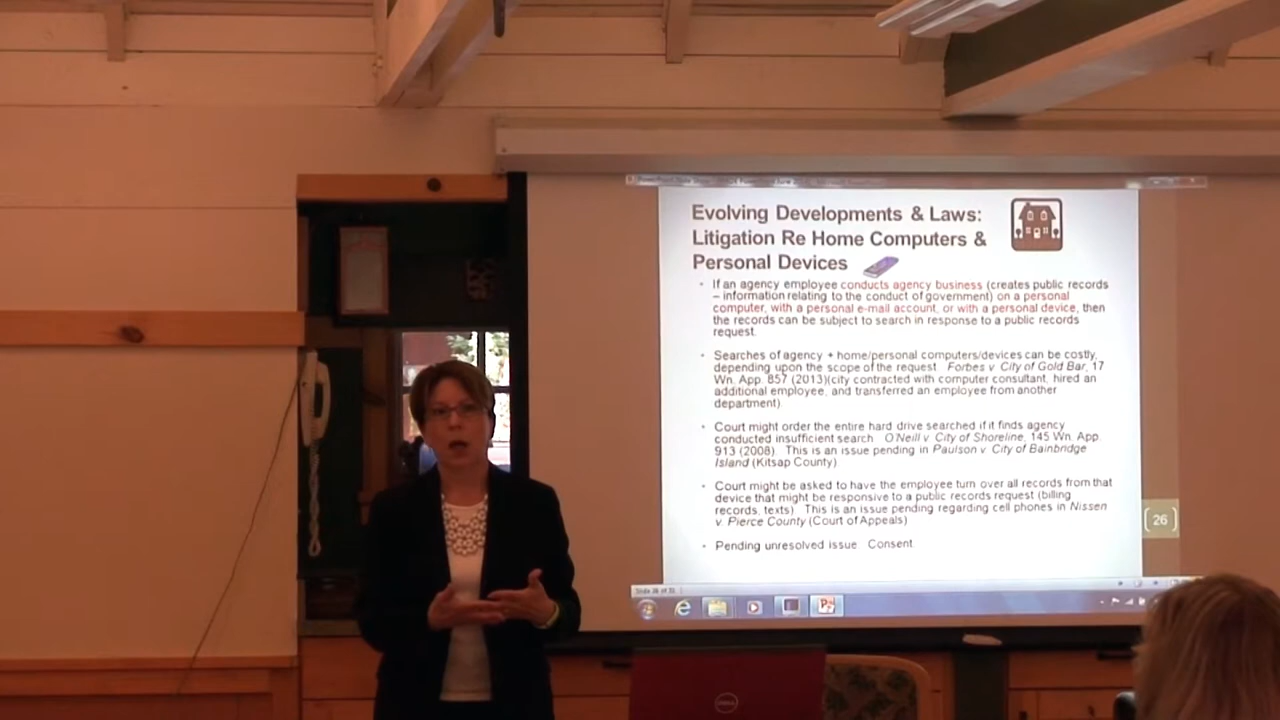 Evolving Developments & Laws:
Litigation Re Home Computers &
Personal Devices
If an agency employee conducts agency business (creates public records
– information relating to the conduct of government) on a personal
computer, with a personal e-mail account, or with a personal device, then
the records can be subject to search in response to a public records
request.
Searches of agency + home/personal computers/devices can be costly,
depending upon the scope of the request. Forbes v. City of Gold Bar, 17
Wn. App. 857 (2013)(city contracted with computer consultant, hired an
additional employee, and transferred an employee from another
department)
Court might order the entire hard drive searched if it finds agency
conducted insufficient search. O'Neill v. City of Shoreline, 145 Wn. App.
913 (2008). This is an issue pending in Paulson v. City of Bainbridge
Island (Kitsap County)
Court might be asked to have the employee turn over all records from that
device that might be responsive to a public records request (billing
records, texts). This is an issue pending regarding cell phones in Nissen
v. Pierce County (Court of Appeals)
Pending unresolved issue: Consent.
26
DELL